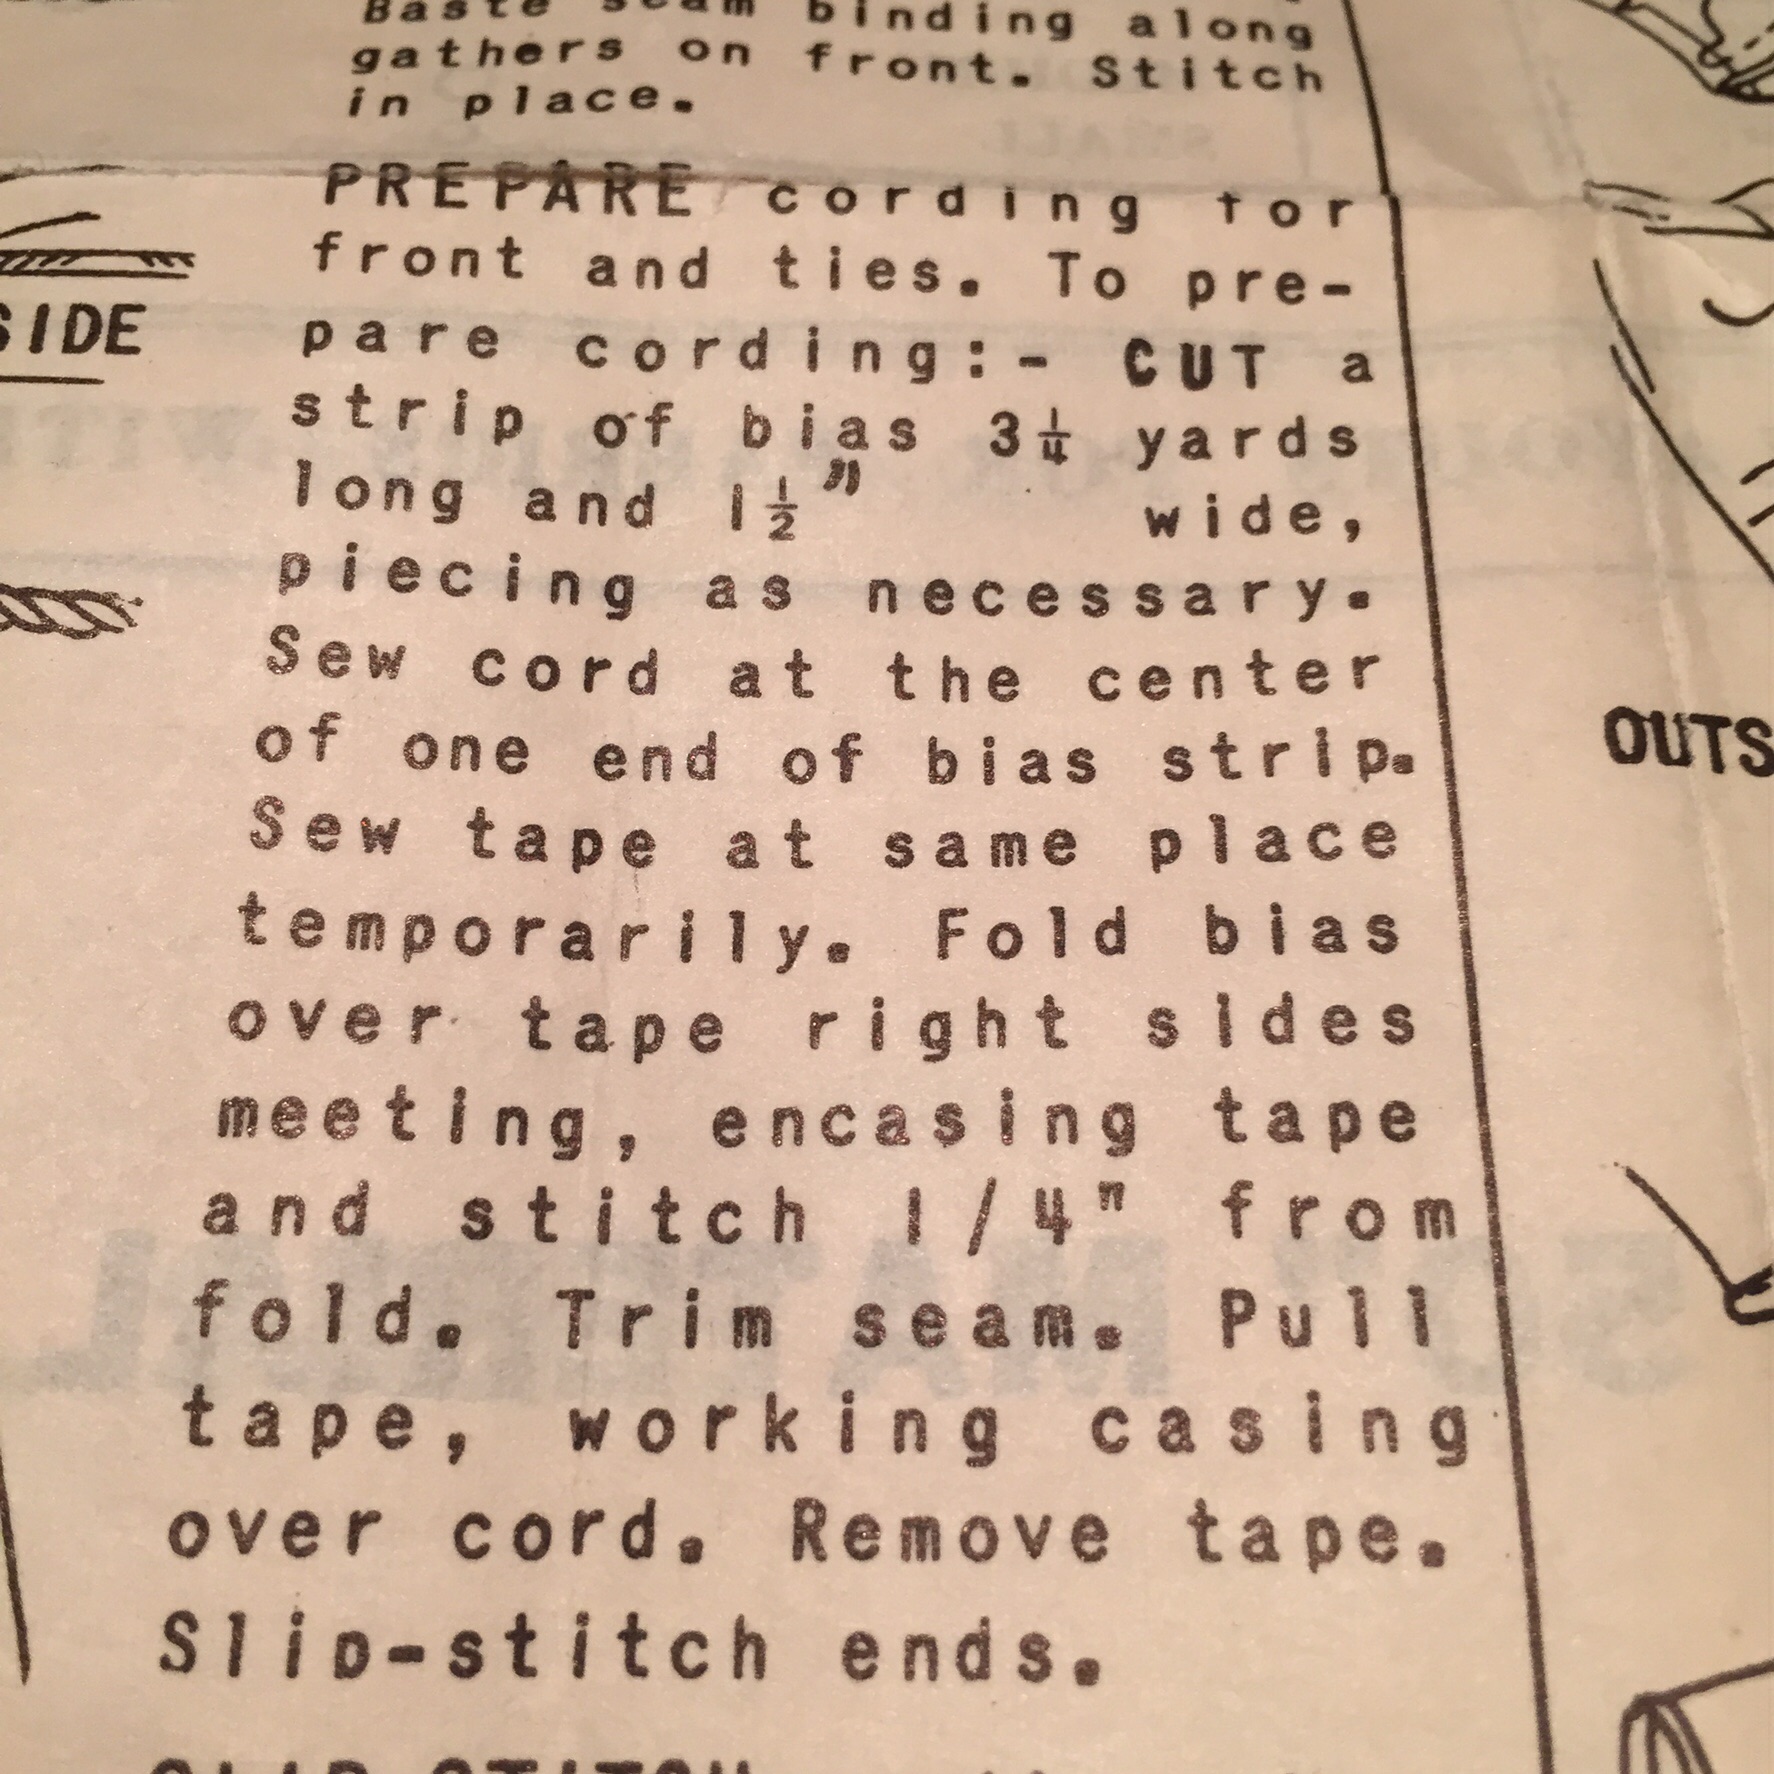 Baste seam binding along
gathers on front. Stitch
in place.
PREPARE cording for
front and ties. To pre-
pare cording:- CUT a
strip of bias 3¼ yards
long and 1½" wide,
piecing as necessary.
Sew cord at the center
of one end of bias strip.
Sew tape at same place
temporarily. Fold bias
over tape right sides
meeting, encasing tape
and stitch 1/4" from
fold. Trim seam. Pull
tape, working casing
over cord. Remove tape.
Slip-stitch ends.
SLIP-STITCH
SIDE
OUTS